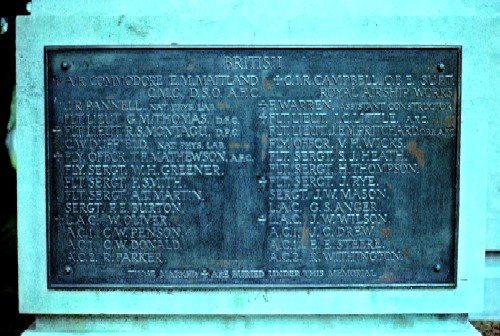 BRITISH
✢ AIR COMMODORE E.M. MAITLAND
C.M.G. D.S.O. A.F.C.
J.R. PANNELL NAT. PHYS. LAB.
FLT LIEUT G.M. THOMAS D.F.C.
✢ FLT LIEUT R.S. MONTAGU D.F.C.
C.W. DUFFIELD NAT. PHYS. LAB.
✢ FLY. OFFCR T.F. MATHEWSON, A.F.C.
FLT. SERGT. W.H. GREENER.
FLT. SERGT. F. SMITH.
FLT. SERGT. A.T. MARTIN.
SERGT. R. BURTON.
✢ CPL. W. J. OLIVER.
A.C.1. C.W. PENSON.
A.C.1. C.W. DONALD.
A.C.2. R. PARKER.
✢ C.I.R. CAMPBELL, O.B.E. SUPT.
ROYAL AIRSHIP WORKS
✢ F. WARREN, ASSISTANT CONSTRUCTOR.
FLT LIEUT I.C. LITTLE. A.F.C.
FLT LIEUT J.E.M. PRITCHARD O.B.E. A.F.C.
FLY. OFFCR. V.H. WICKS.
FLT. SERGT. S.J. HEATH.
FLT. SERGT. H. THOMPSON.
FLT. SERGT. J. RYE.
SERGT. J.W. MASON.
L.A.C. G.S. ANGER.
✢ L.A.C. J.W. WILSON.
A.C.1. J.C. DREW.
A.C.1. E.E. STEERE.
A.C.2. R. WITHINGTON.
THOSE MARKED ✢ ARE BURIED UNDER THIS MEMORIAL.